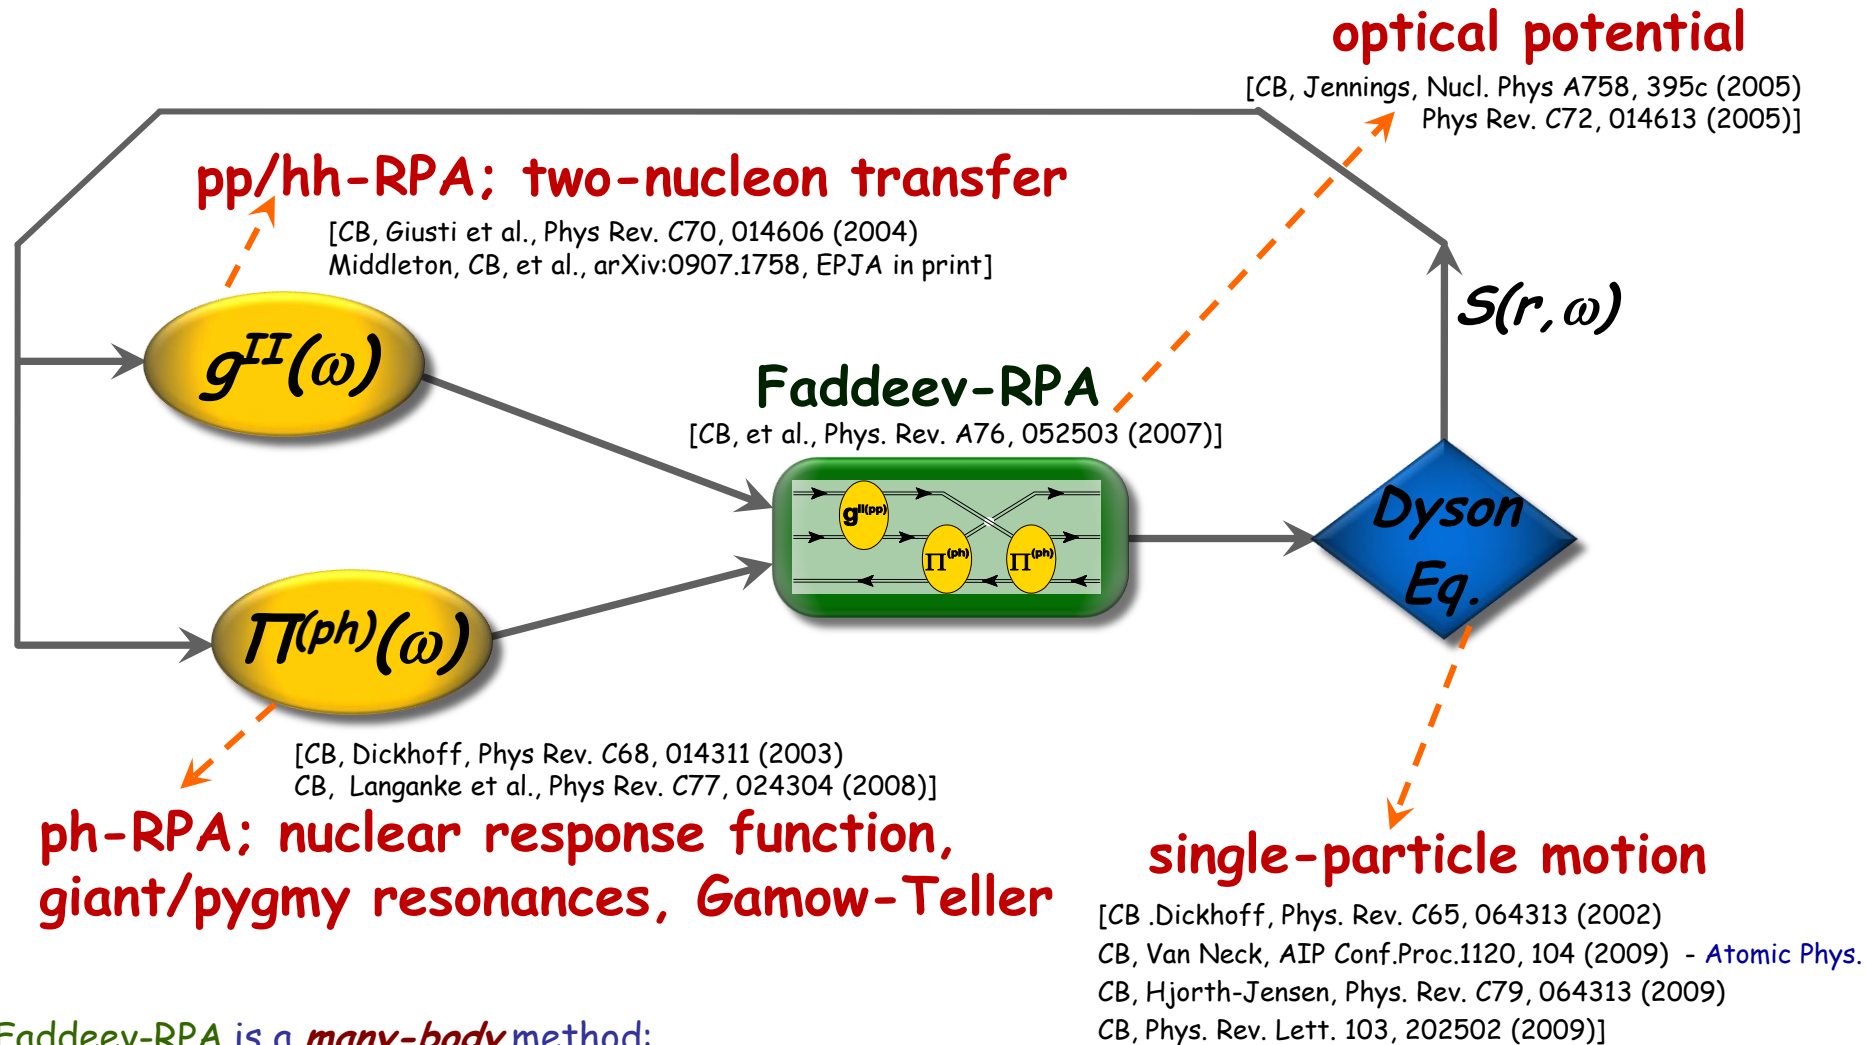 optical potential
[CB, Jennings, Nucl. Phys A758, 395c (2005)
Phys Rev. C72, 014613 (2005)]
pp/hh-RPA; two-nucleon transfer
[CB, Giusti et al., Phys Rev. C70, 014606 (2004)
Middleton, CB, et al., arXiv:0907.1758, EPJA in print]
S(r,ω)
g^II(ω)
Faddeev-RPA
[CB, et al., Phys. Rev. A76, 052503 (2007)]
g^II(pp)
Π^(ph)
Π^(ph)
Dyson
Eq.
Π^(ph)(ω)
[CB, Dickhoff, Phys Rev. C68, 014311 (2003)
CB, Langanke et al., Phys Rev. C77, 024304 (2008)]
ph-RPA; nuclear response function,
giant/pygmy resonances, Gamow-Teller
single-particle motion
[CB .Dickhoff, Phys. Rev. C65, 064313 (2002)
CB, Van Neck, AIP Conf.Proc.1120, 104 (2009) - Atomic Phys.
CB, Hjorth-Jensen, Phys. Rev. C79, 064313 (2009)
CB, Phys. Rev. Lett. 103, 202502 (2009)]
Faddeev-RPA is a many-body method: